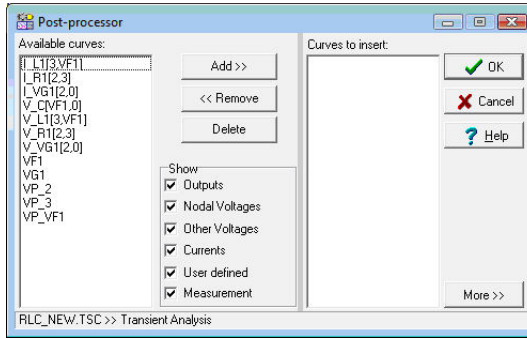 Post-processor
Available curves:
I_L1[3,VF1]
I_R1[2,3]
I_VG1[2,0]
V_C[VF1,0]
V_L1[3,VF1]
V_R1[2,3]
V_VG1[2,0]
VF1
VG1
VP_2
VP_3
VP_VF1
Add >>
<< Remove
Delete
Show
Outputs
Nodal Voltages
Other Voltages
Currents
User defined
Measurement
Curves to insert:
OK
Cancel
? Help
More >>
RLC_NEW.TSC >> Transient Analysis